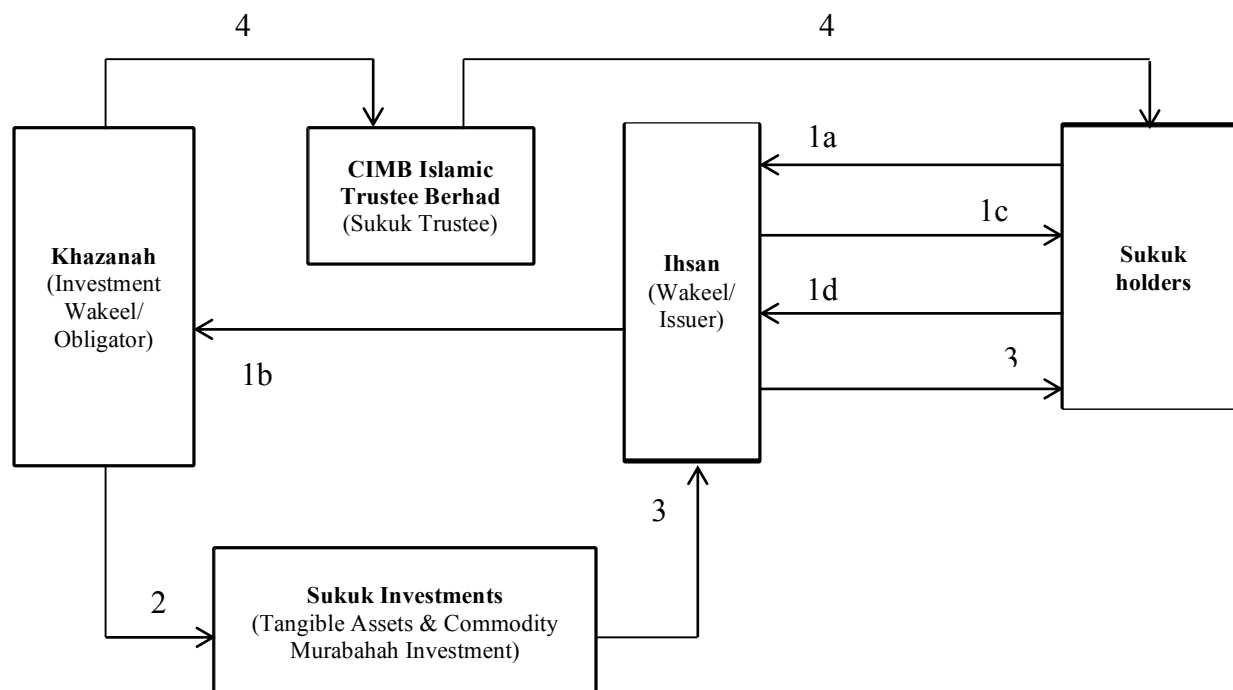 4
4
CIMB Islamic
Trustee Berhad
(Sukuk Trustee)
1a
1c
Khazanah
(Investment
Wakeel/
Obligator)
Ihsan
(Wakeel/
Issuer)
Sukuk
holders
1d
1b
3
3
2
Sukuk Investments
(Tangible Assets & Commodity
Murabahah Investment)